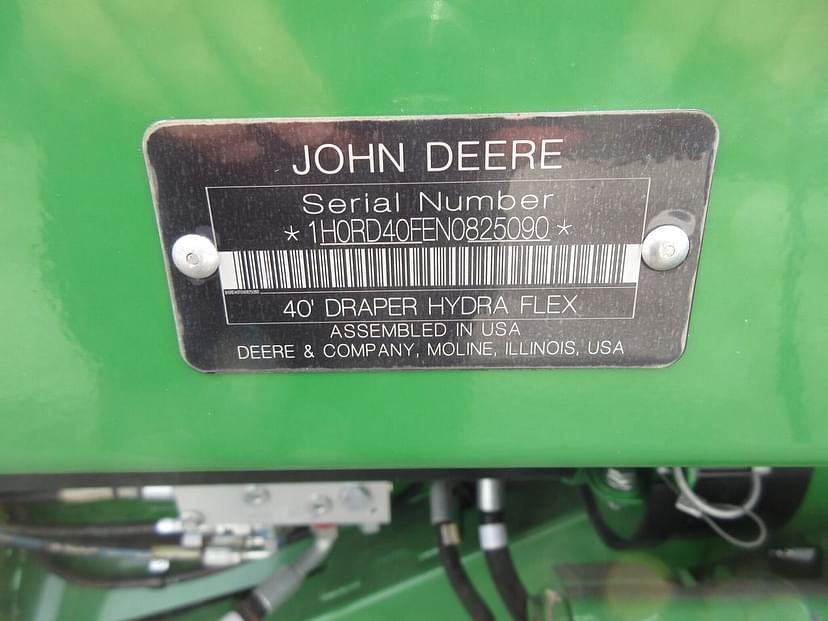 JOHN DEERE
Serial Number
*1H0RD40FEN0825090*
40' DRAPER HYDRA FLEX
ASSEMBLED IN USA
DEERE & COMPANY, MOLINE, ILLINOIS, USA